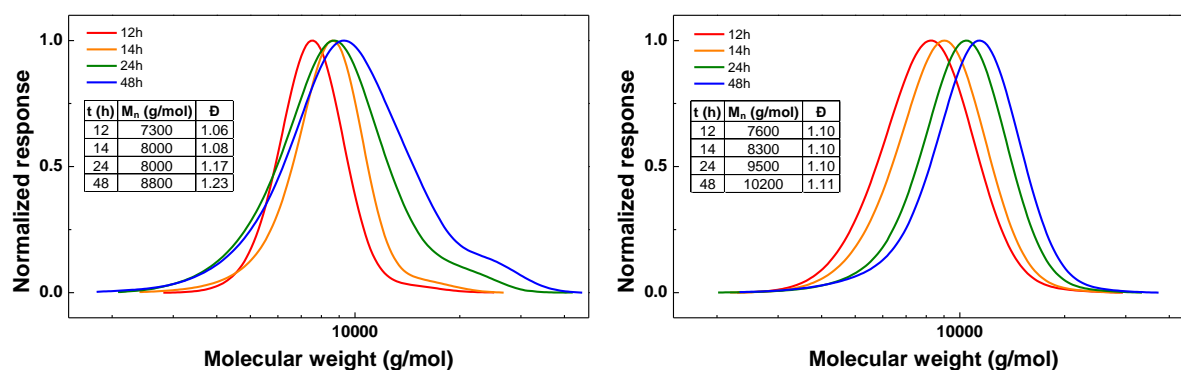 12h
14h
24h
48h
t (h) Mₙ (g/mol) Đ
12 7300 1.06
14 8000 1.08
24 8000 1.17
48 8800 1.23
1.0
0.5
0.0
Normalized response
10000
Molecular weight (g/mol)
12h
14h
24h
48h
t (h) Mₙ (g/mol) Đ
12 7600 1.10
14 8300 1.10
24 9500 1.10
48 10200 1.11
1.0
0.5
0.0
Normalized response
10000
Molecular weight (g/mol)